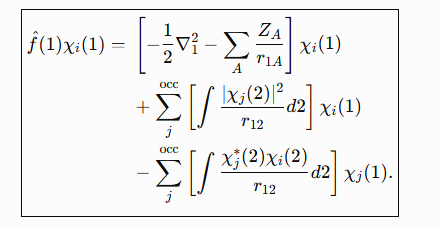 f̂(1)χᵢ(1) = [−½∇₁² − ∑_A Z_A/r₁A] χᵢ(1)
+ ∑_j^occ [∫ |χⱼ(2)|²/r₁₂ d2] χᵢ(1)
− ∑_j^occ [∫ χⱼ*(2)χᵢ(2)/r₁₂ d2] χⱼ(1).